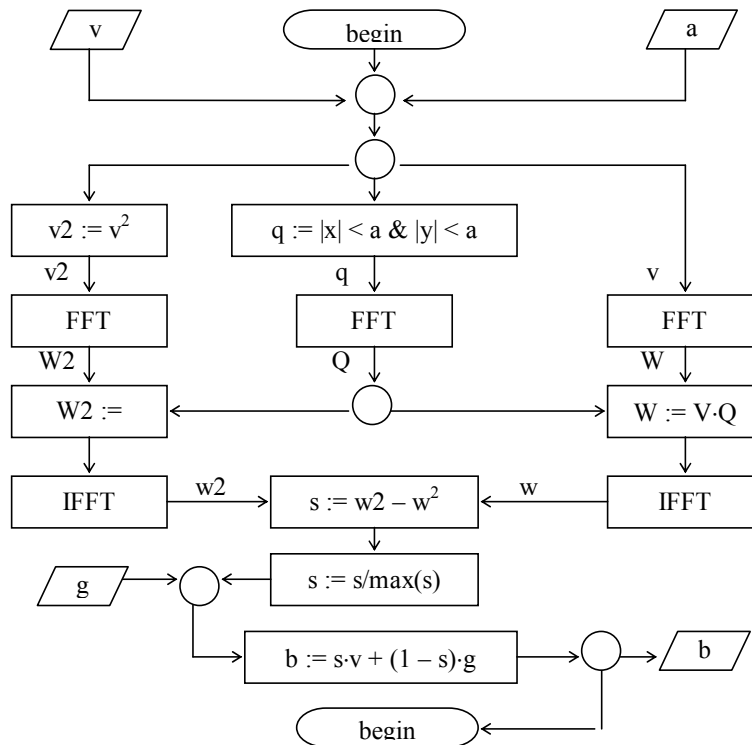 v
begin
a
v2 := v²
q := |x| < a & |y| < a
v2
q
v
FFT
FFT
FFT
W2
Q
W
W2 :=
W := V·Q
IFFT
w2
s := w2 – w²
w
IFFT
g
s := s/max(s)
b := s·v + (1 – s)·g
b
begin